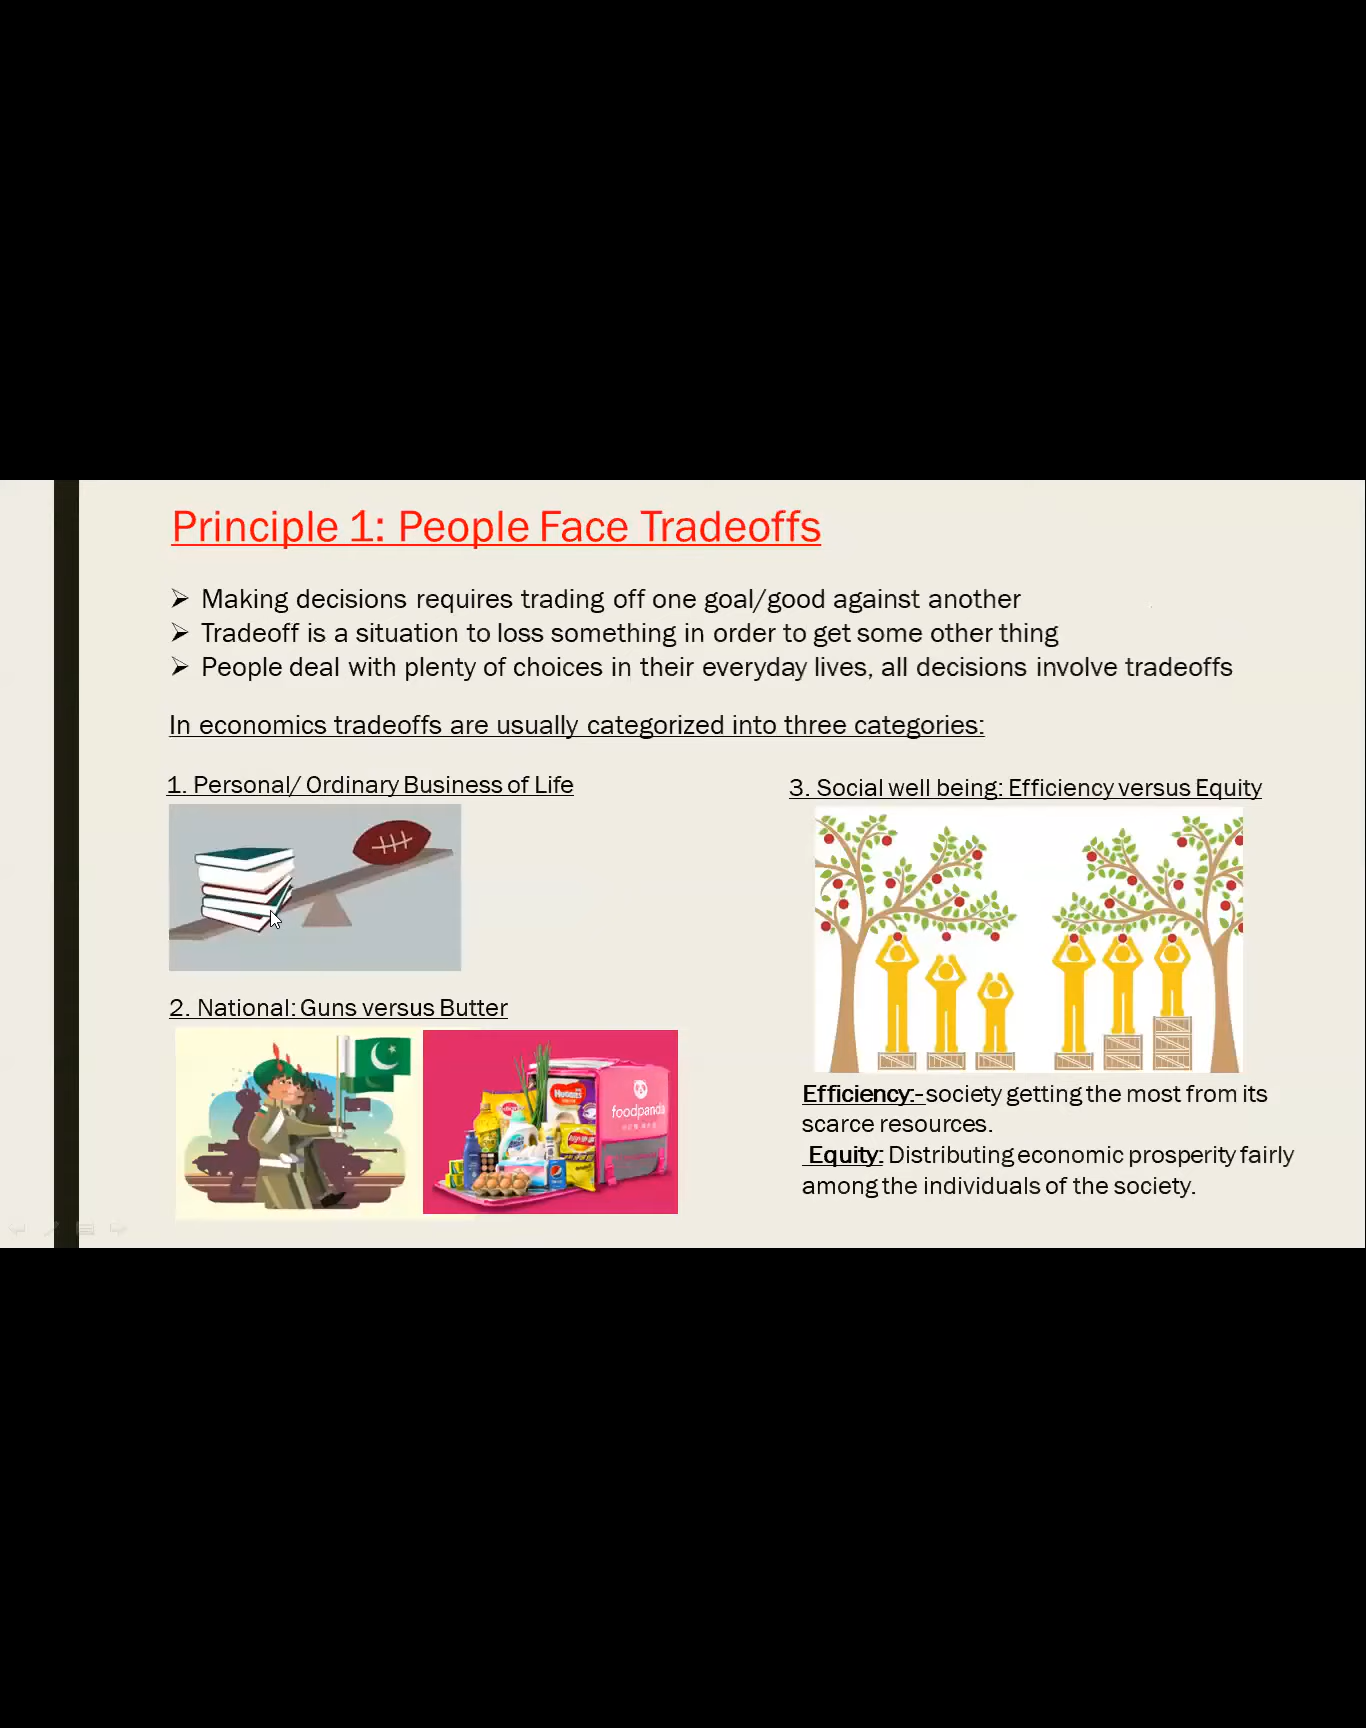 Principle 1: People Face Tradeoffs
Making decisions requires trading off one goal/good against another
Tradeoff is a situation to loss something in order to get some other thing
People deal with plenty of choices in their everyday lives, all decisions involve tradeoffs
In economics tradeoffs are usually categorized into three categories:
1. Personal/ Ordinary Business of Life
2. National: Guns versus Butter
HUGGIES
foodpanda
pepsi
3. Social well being: Efficiency versus Equity
Efficiency:-society getting the most from its
scarce resources.
Equity: Distributing economic prosperity fairly
among the individuals of the society.